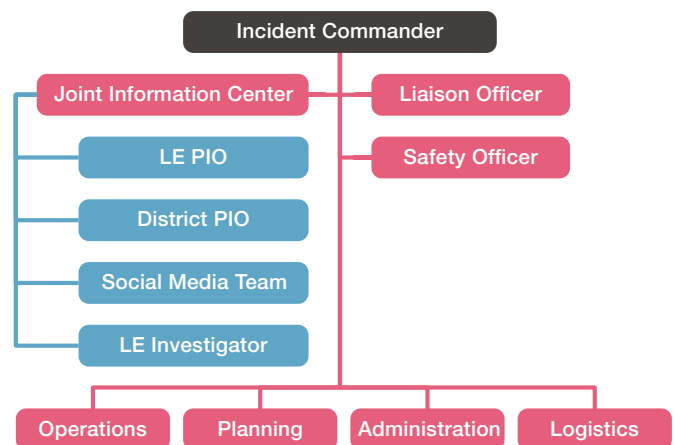 Incident Commander
Joint Information Center
Liaison Officer
LE PIO
Safety Officer
District PIO
Social Media Team
LE Investigator
Operations
Planning
Administration
Logistics